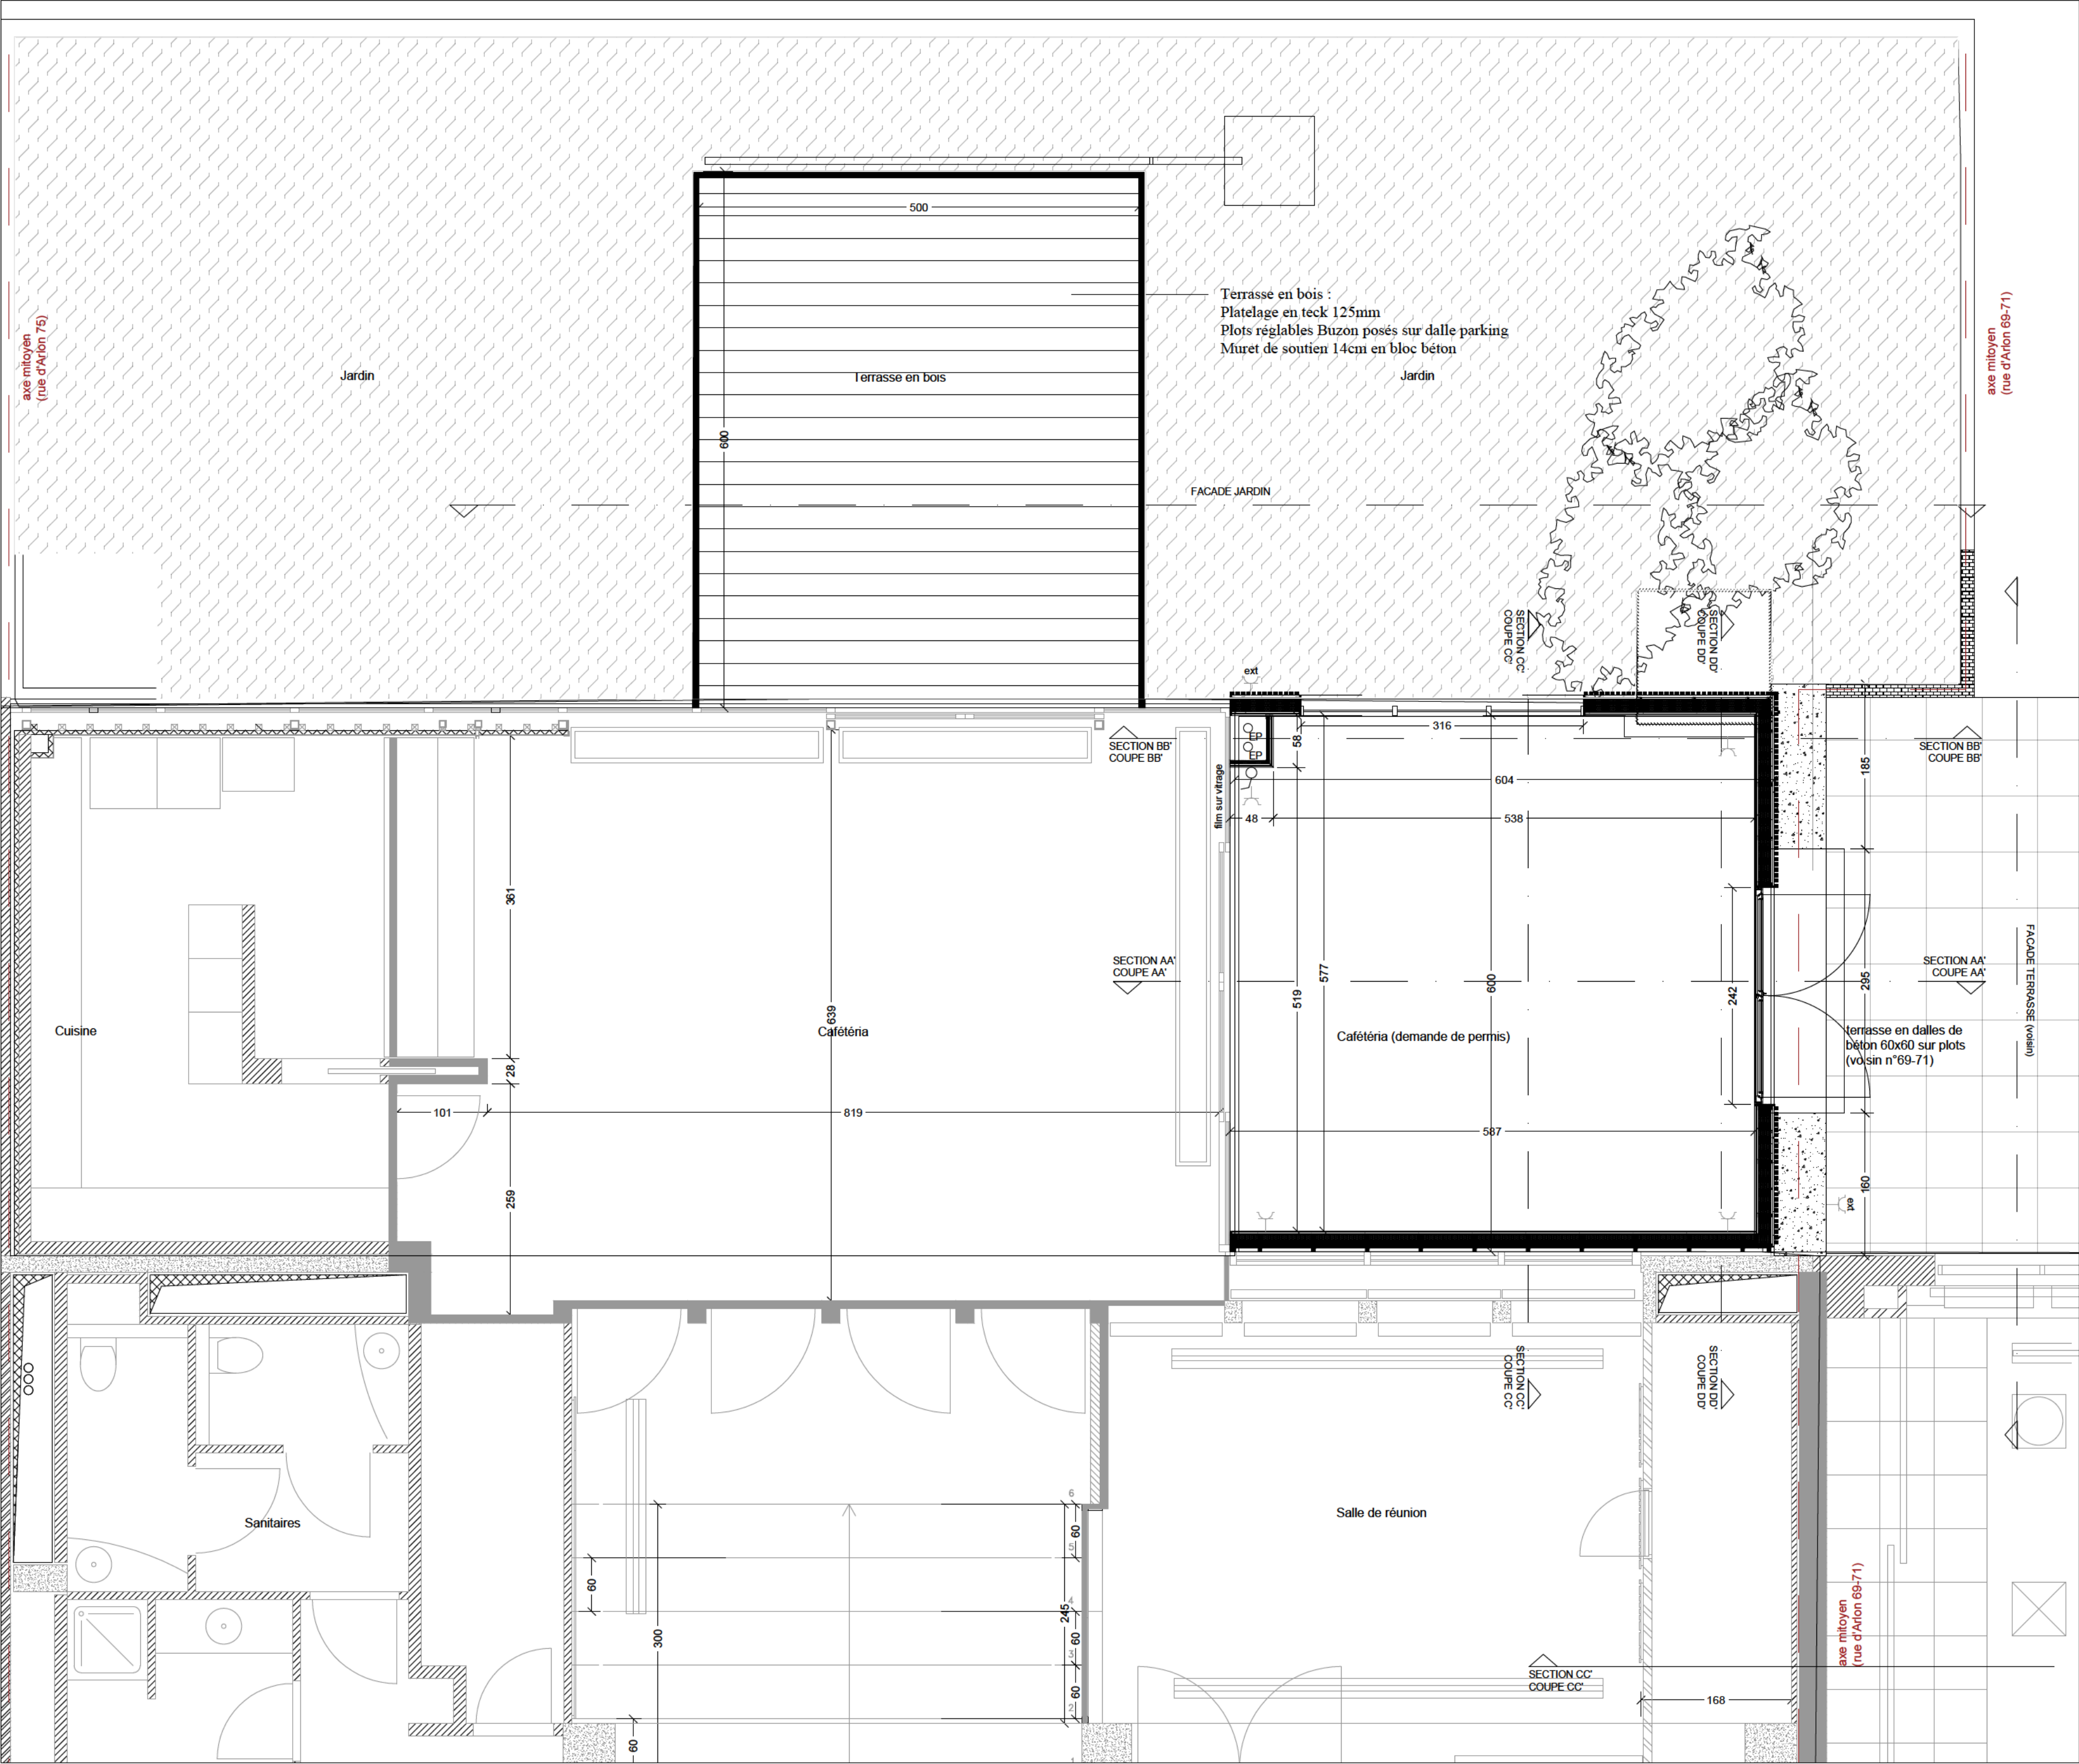 500
Terrasse en bois :
Platelage en teck 125mm
Plots réglables Buzon posés sur dalle parking
Muret de soutien 14cm en bloc béton
axe mitoyen
(rue d'Arlon 75)
Jardin
Terrasse en bois
Jardin
axe mitoyen
(rue d'Arlon 69-71)
600
FACADE JARDIN
SECTION CC'
COUPE CC'
SECTION DD'
COUPE DD'
ext
316
EP
EP
58
SECTION BB'
COUPE BB'
SECTION BB'
COUPE BB'
185
film sur vitrage
604
48
538
361
SECTION AA'
COUPE AA'
SECTION AA'
COUPE AA'
FACADE TERRASSE (voisin)
577
519
600
242
295
639
Cuisine
Cafétéria
Cafétéria (demande de permis)
terrasse en dalles de
béton 60x60 sur plots
(voisin n°69-71)
28
101
819
587
259
160
ext
SECTION CC'
COUPE CC'
SECTION DD'
COUPE DD'
6
60
5
Sanitaires
Salle de réunion
60
4
245
300
60
3
60
2
axe mitoyen
(rue d'Arlon 69-71)
SECTION CC'
COUPE CC'
168
60
1